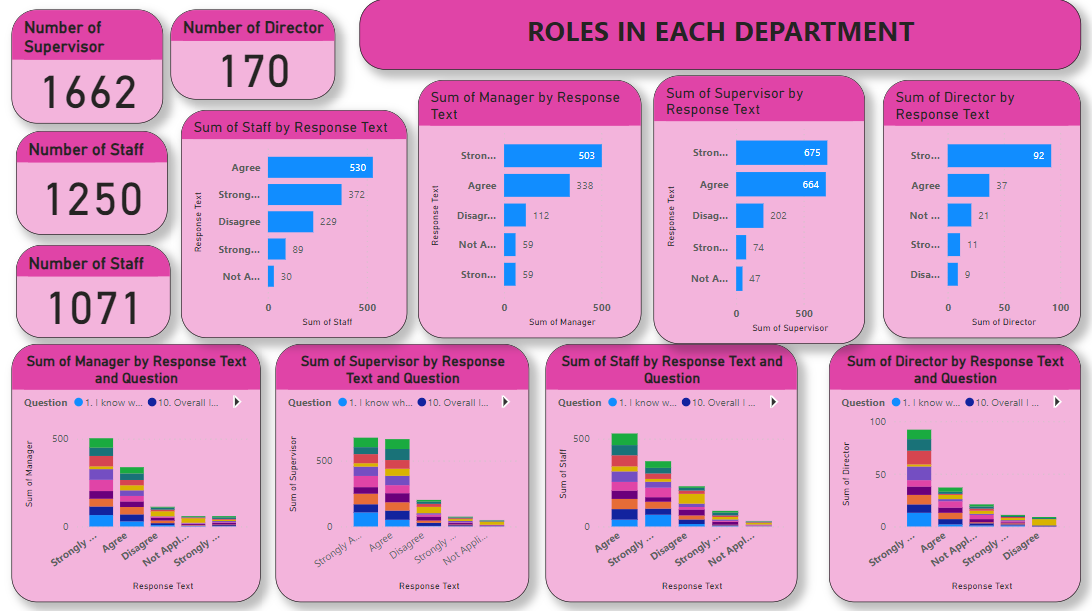 Number of
Supervisor
1662
Number of Director
170
ROLES IN EACH DEPARTMENT
Number of Staff
1250
Number of Staff
1071
Sum of Staff by Response Text
Response Text
Agree
530
Strong...
372
Disagree
229
Strong...
89
Not A...
30
0
500
Sum of Staff
Sum of Manager by Response
Text
Response Text
Stron...
503
Agree
338
Disagr...
112
Not A...
59
Stron...
59
0
500
Sum of Manager
Sum of Supervisor by
Response Text
Response Text
Stron...
675
Agree
664
Disag...
202
Stron...
74
Not A...
47
0
500
Sum of Supervisor
Sum of Director by
Response Text
Response Text
Stro...
92
Agree
37
Not ...
21
Stro...
11
Disa...
9
0
50
100
Sum of Director
Sum of Manager by Response Text
and Question
Question 1. I know w... 10. Overall I...
Sum of Manager
500
0
Strongly ...
Agree
Disagree
Not Appl...
Strongly ...
Response Text
Sum of Supervisor by Response
Text and Question
Question 1. I know wh... 10. Overall I...
Sum of Supervisor
500
0
Strongly A...
Agree
Disagree
Strongly ...
Not Appli...
Response Text
Sum of Staff by Response Text and
Question
Question 1. I know w... 10. Overall I...
Sum of Staff
500
0
Agree
Strongly ...
Disagree
Strongly ...
Not Appl...
Response Text
Sum of Director by Response Text
and Question
Question 1. I know w... 10. Overall I ...
Sum of Director
100
50
0
Strongly ...
Agree
Not Appl...
Strongly ...
Disagree
Response Text